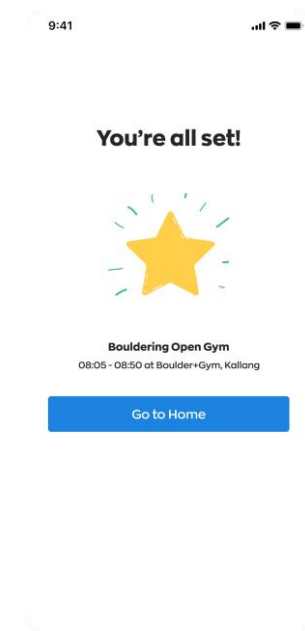 9:41
You're all set!
Bouldering Open Gym
08:05 - 08:50 at Boulder+Gym, Kallang
Go to Home